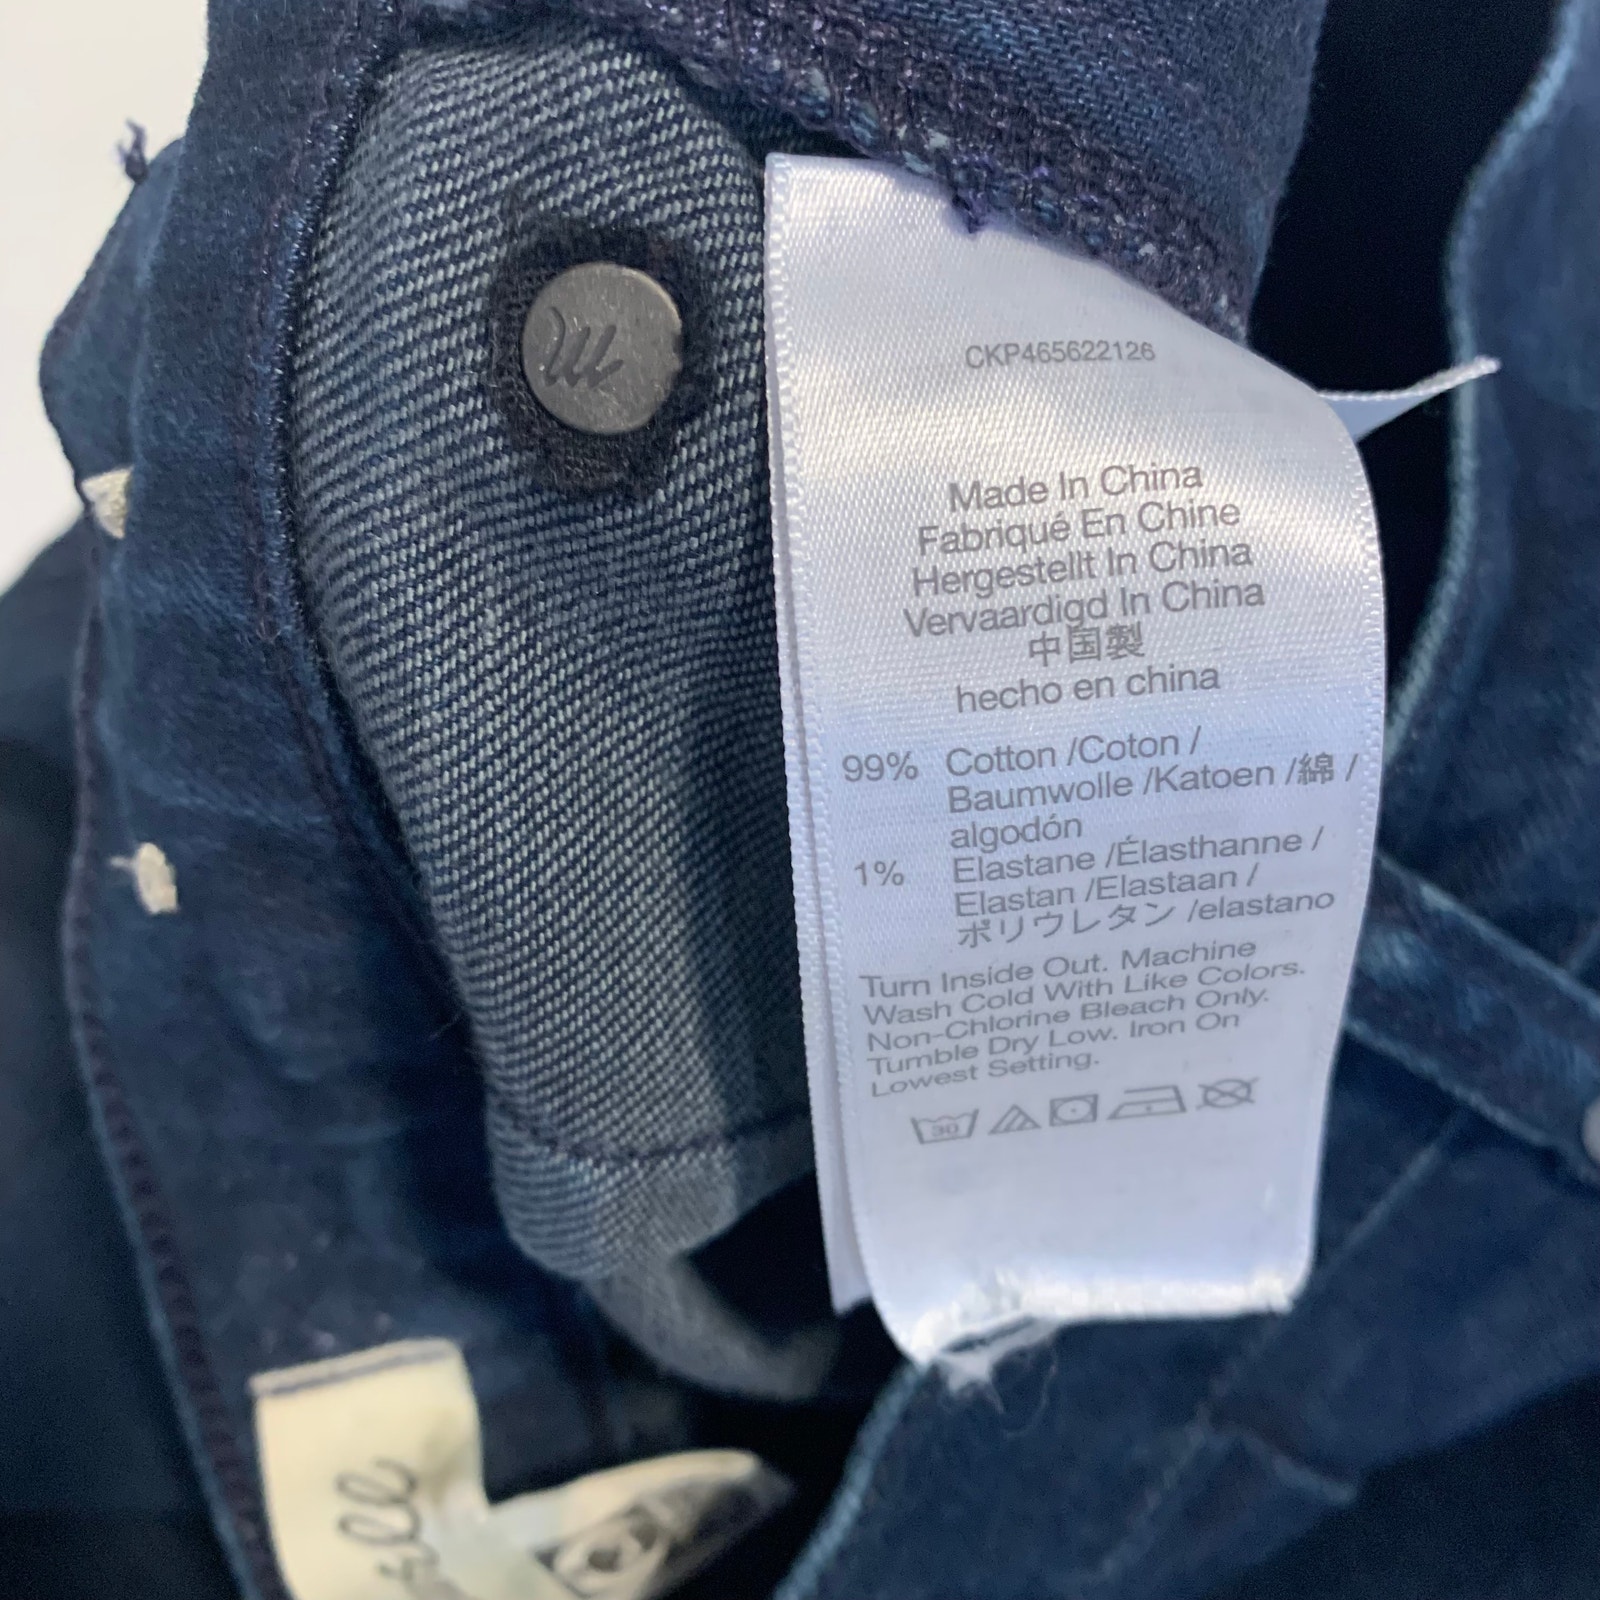 CKP465622126
Made In China
Fabriqué En Chine
Hergestellt In China
Vervaardigd In China
中国製
hecho en china
99% Cotton /Coton /
Baumwolle /Katoen /綿 /
algodón
1% Elastane /Élasthanne /
Elastan /Elastaan /
ポリウレタン /elastano
Turn Inside Out. Machine
Wash Cold With Like Colors.
Non-Chlorine Bleach Only.
Tumble Dry Low. Iron On
Lowest Setting.
30